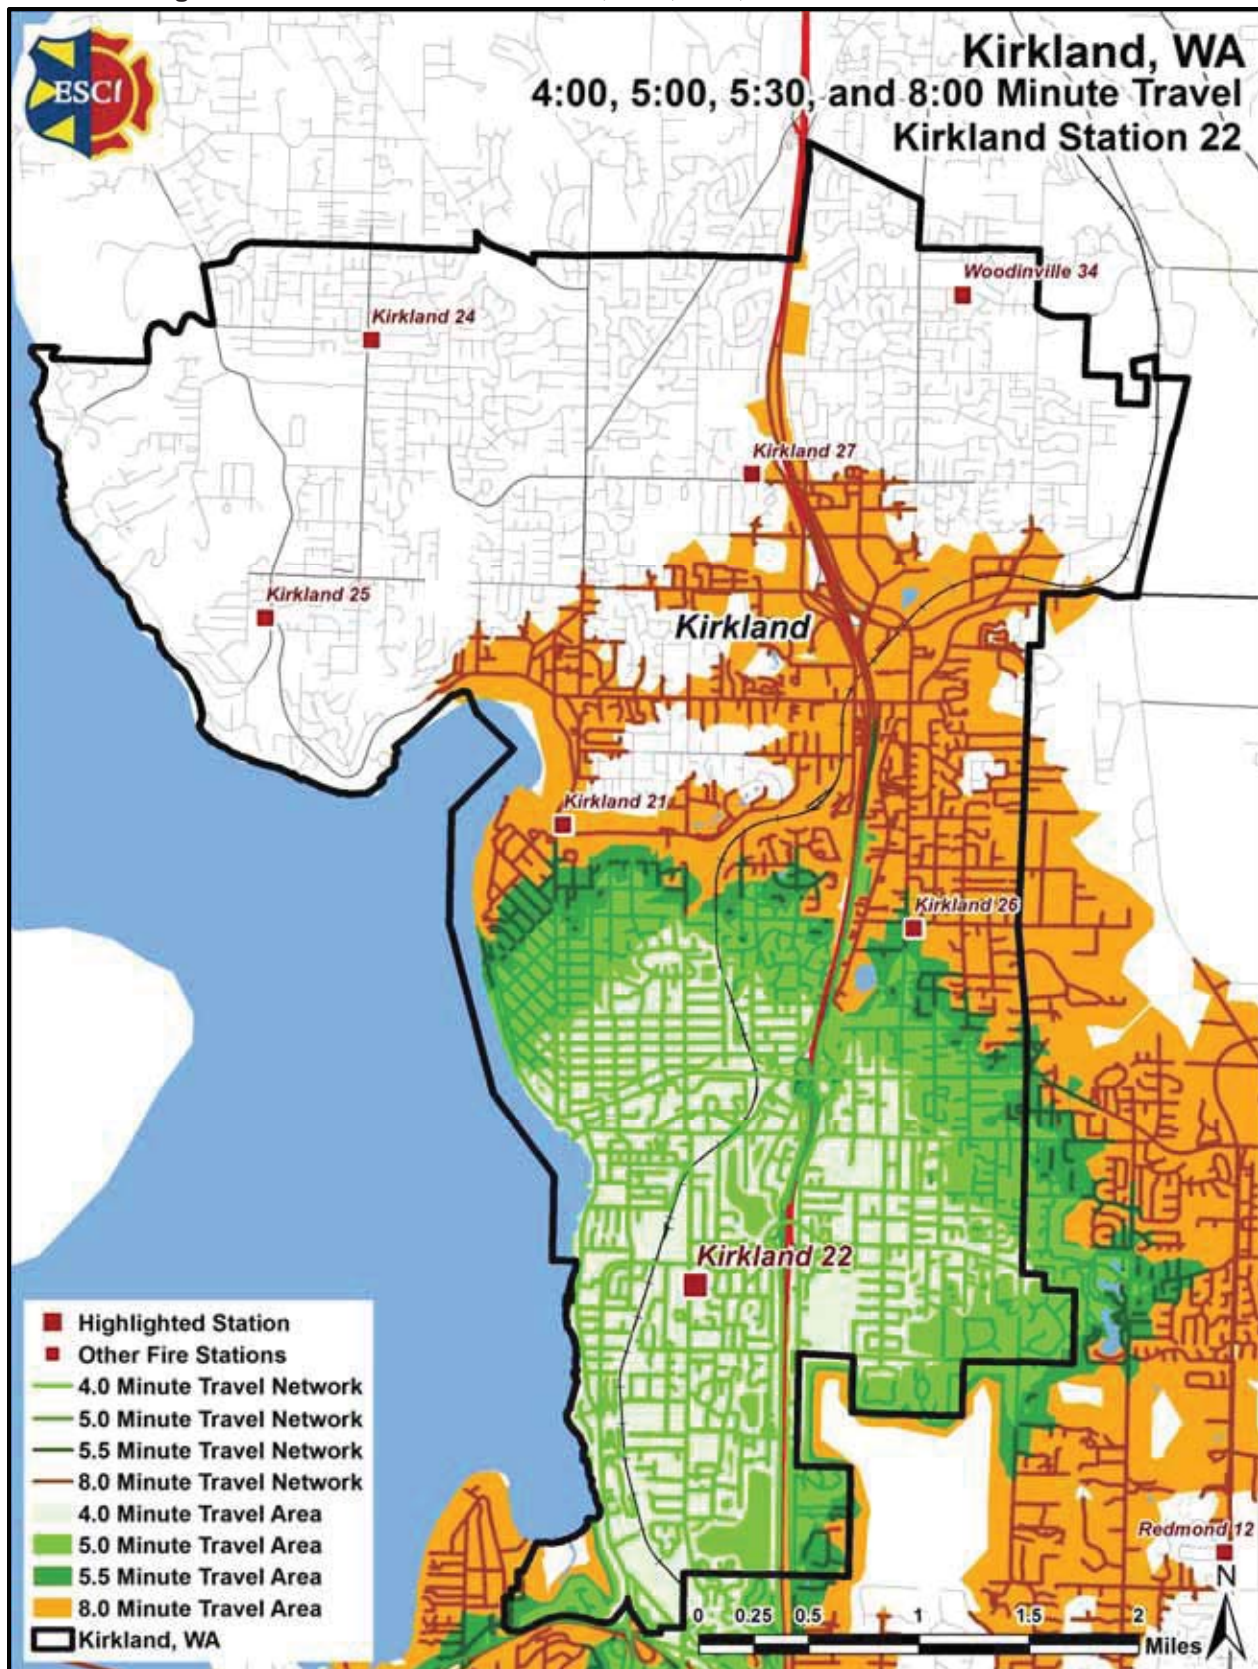 ESCI
Kirkland, WA
4:00, 5:00, 5:30, and 8:00 Minute Travel
Kirkland Station 22
Woodinville 34
Kirkland 24
Kirkland 27
Kirkland 25
Kirkland
Kirkland 21
Kirkland 26
Kirkland 22
Highlighted Station
Other Fire Stations
4.0 Minute Travel Network
5.0 Minute Travel Network
5.5 Minute Travel Network
8.0 Minute Travel Network
4.0 Minute Travel Area
5.0 Minute Travel Area
5.5 Minute Travel Area
8.0 Minute Travel Area
Kirkland, WA
Redmond 12
N
0 0.25 0.5 1 1.5 2
Miles